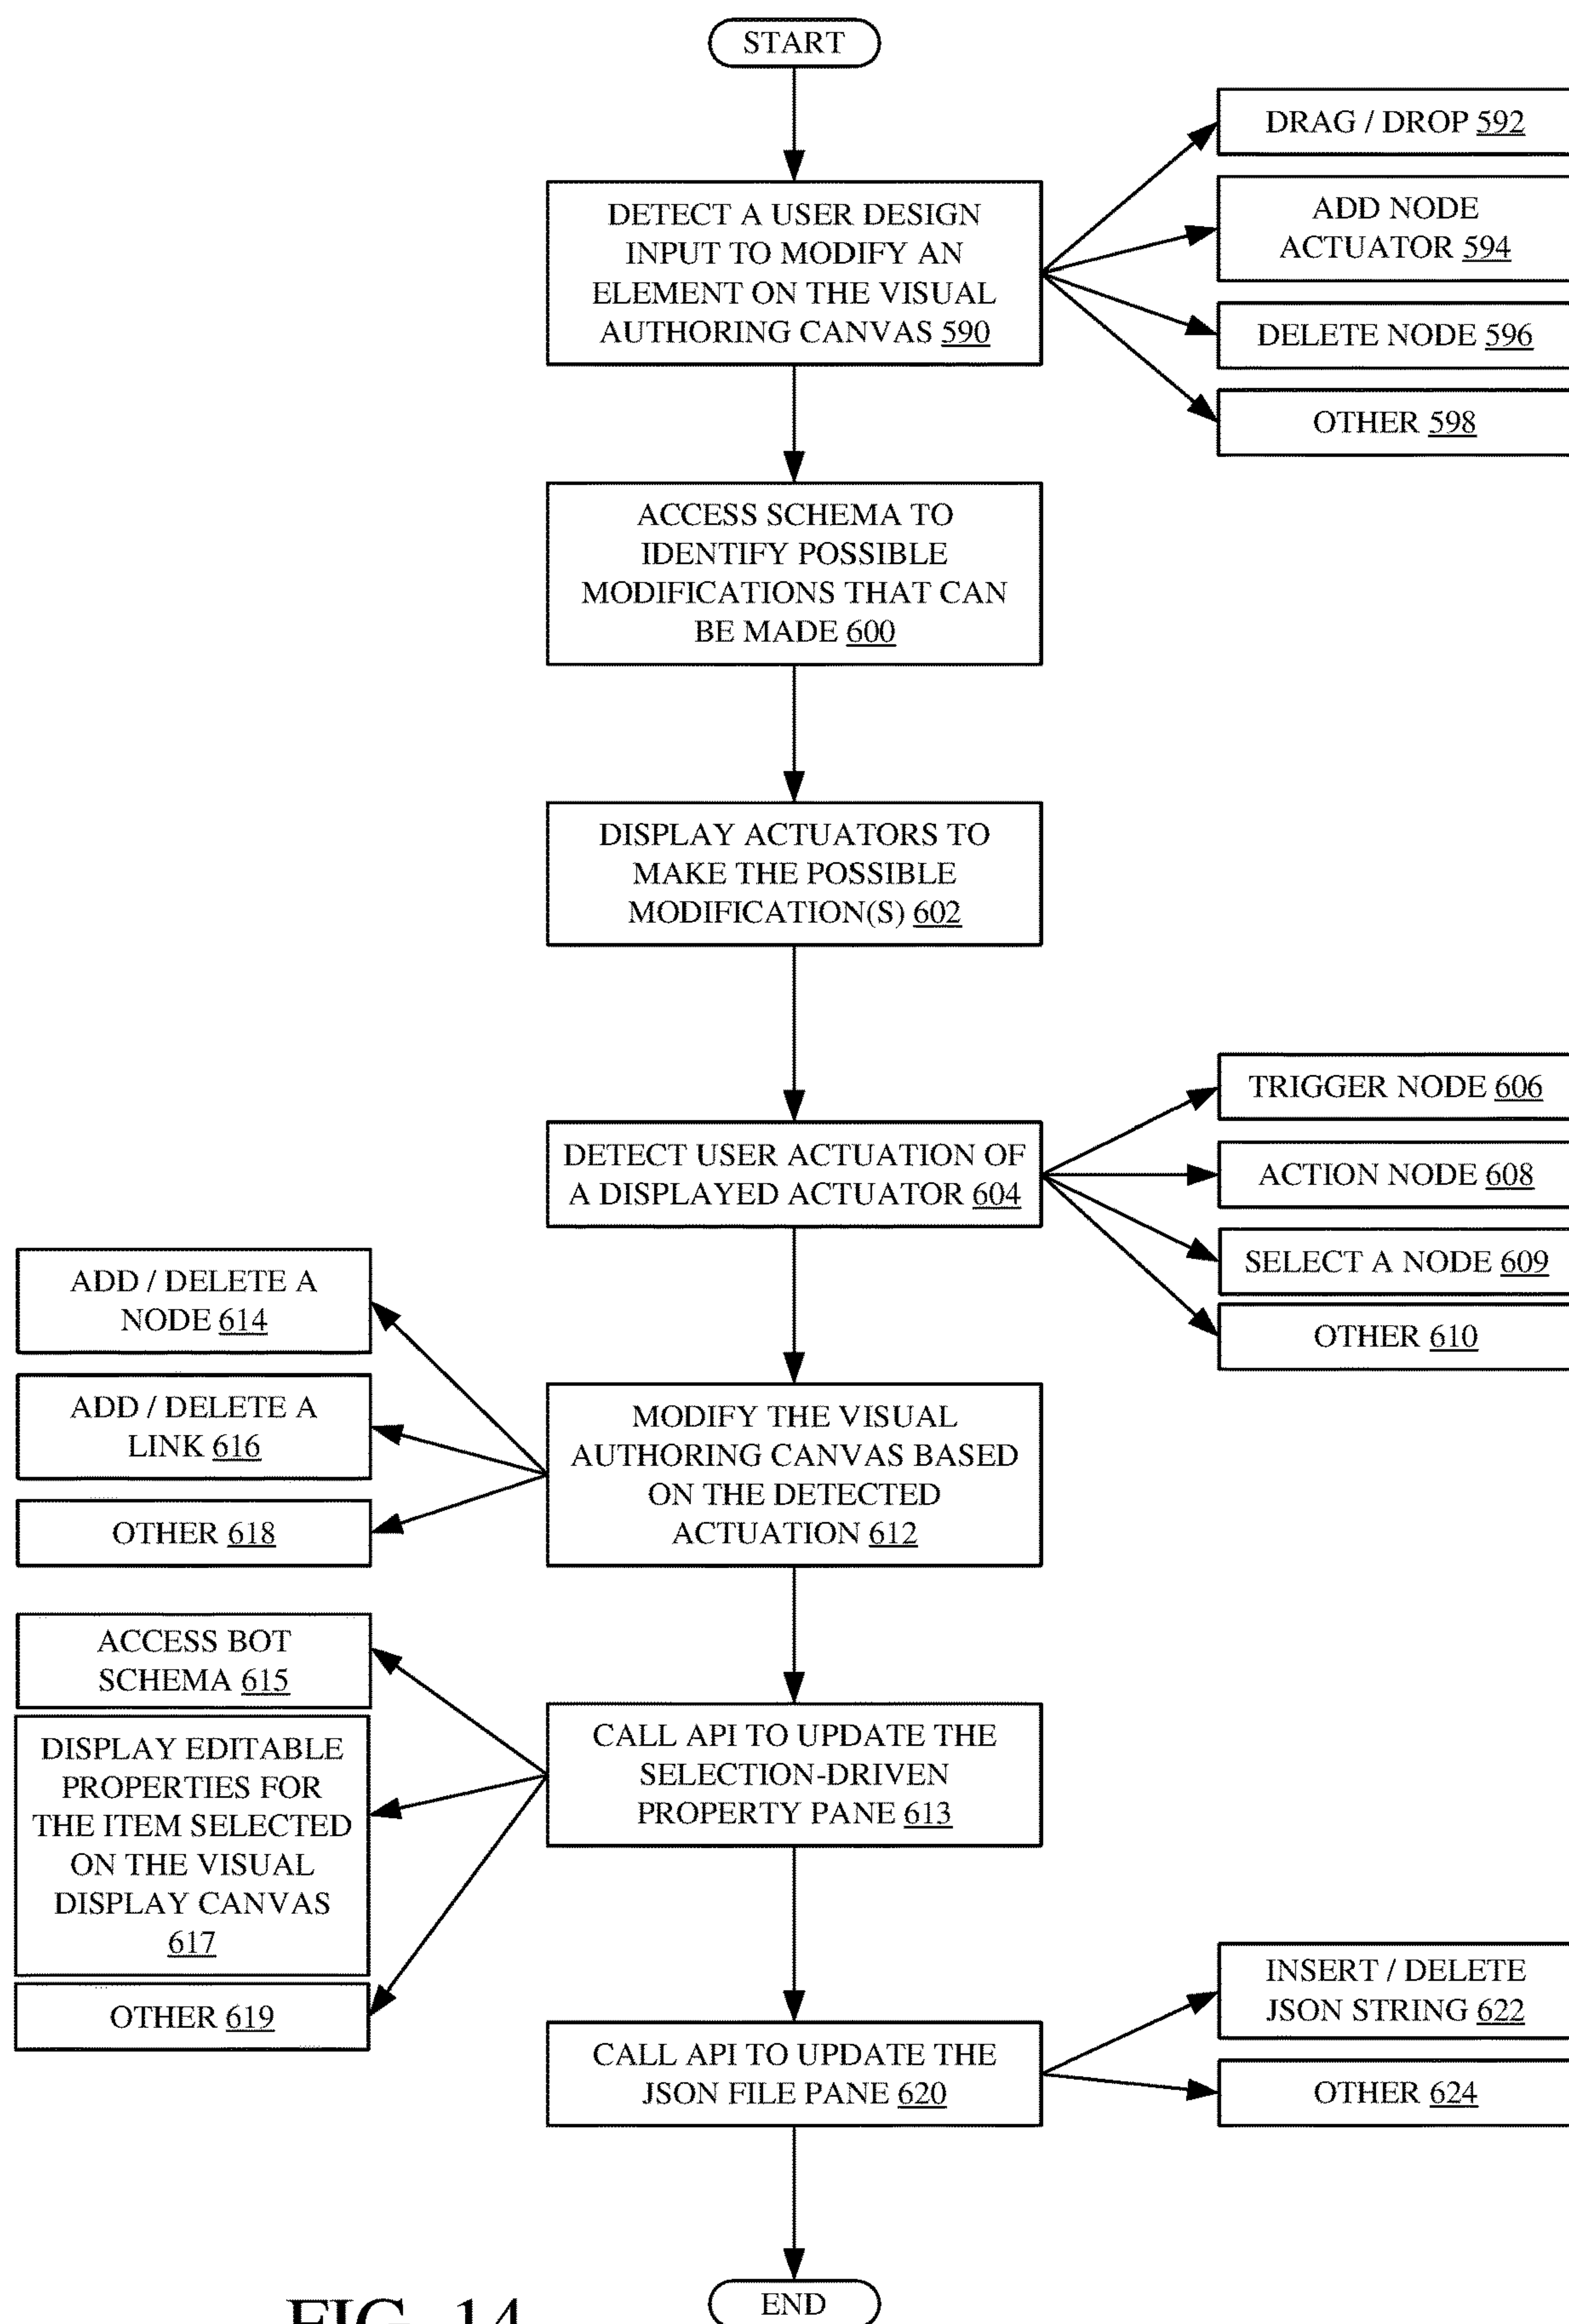 START
DETECT A USER DESIGN
INPUT TO MODIFY AN
ELEMENT ON THE VISUAL
AUTHORING CANVAS 590
DRAG / DROP 592
ADD NODE
ACTUATOR 594
DELETE NODE 596
OTHER 598
ACCESS SCHEMA TO
IDENTIFY POSSIBLE
MODIFICATIONS THAT CAN
BE MADE 600
DISPLAY ACTUATORS TO
MAKE THE POSSIBLE
MODIFICATION(S) 602
DETECT USER ACTUATION OF
A DISPLAYED ACTUATOR 604
TRIGGER NODE 606
ACTION NODE 608
SELECT A NODE 609
OTHER 610
MODIFY THE VISUAL
AUTHORING CANVAS BASED
ON THE DETECTED
ACTUATION 612
ADD / DELETE A
NODE 614
ADD / DELETE A
LINK 616
OTHER 618
CALL API TO UPDATE THE
SELECTION-DRIVEN
PROPERTY PANE 613
ACCESS BOT
SCHEMA 615
DISPLAY EDITABLE
PROPERTIES FOR
THE ITEM SELECTED
ON THE VISUAL
DISPLAY CANVAS
617
OTHER 619
CALL API TO UPDATE THE
JSON FILE PANE 620
INSERT / DELETE
JSON STRING 622
OTHER 624
END
FIG. 14